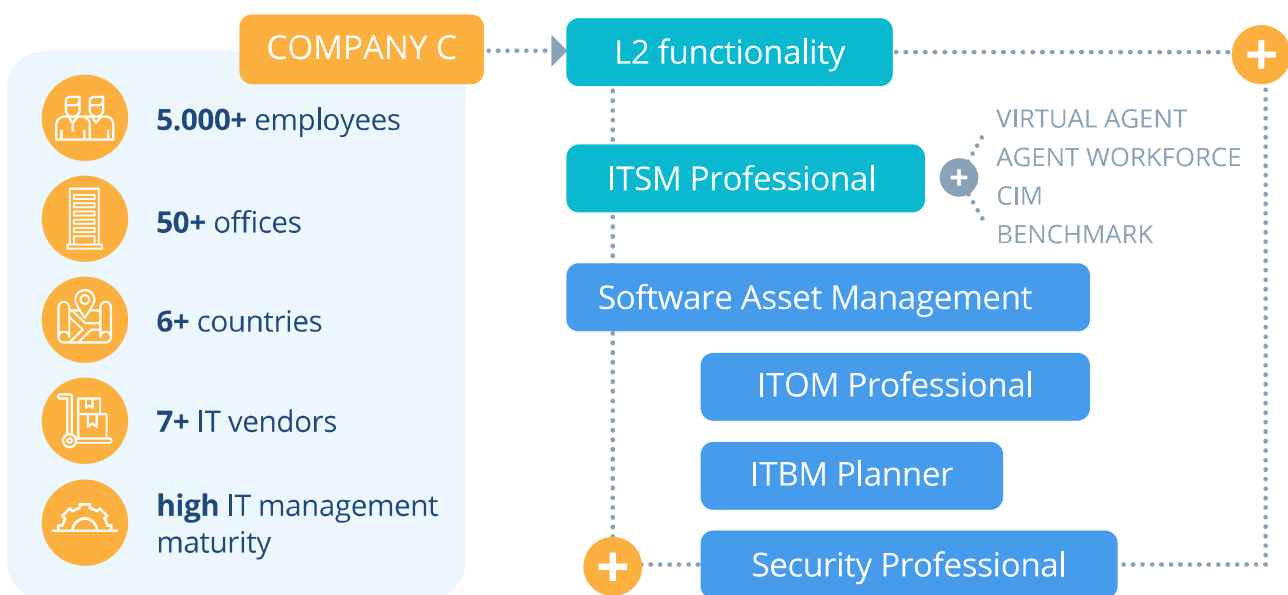 COMPANY C
5.000+ employees
50+ offices
6+ countries
7+ IT vendors
high IT management
maturity
L2 functionality
ITSM Professional
VIRTUAL AGENT
AGENT WORKFORCE
CIM
BENCHMARK
Software Asset Management
ITOM Professional
ITBM Planner
Security Professional